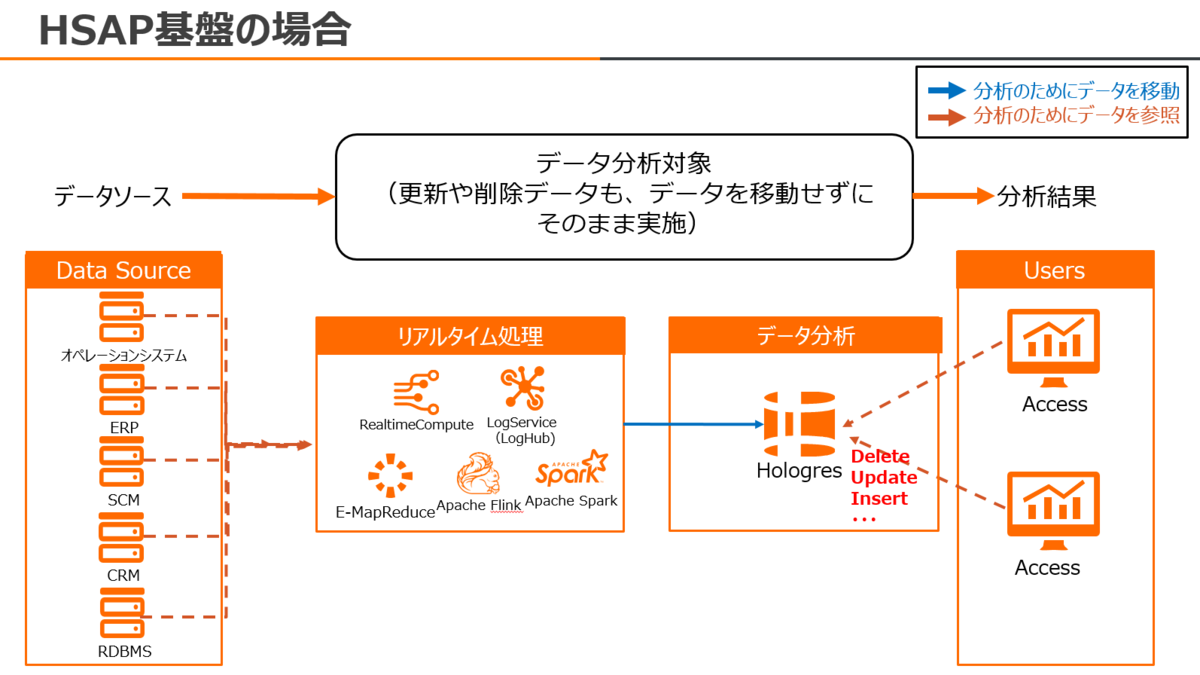 HSAP基盤の場合
分析のためにデータを移動
分析のためにデータを参照
データソース
データ分析対象
（更新や削除データも、データを移動せずに
そのまま実施）
分析結果
Data Source
オペレーションシステム
ERP
SCM
CRM
RDBMS
リアルタイム処理
RealtimeCompute
LogService
（LogHub）
E-MapReduce
Apache Flink
APACHE
Spark
Apache Spark
データ分析
Hologres
Delete
Update
Insert
...
Users
Access
Access